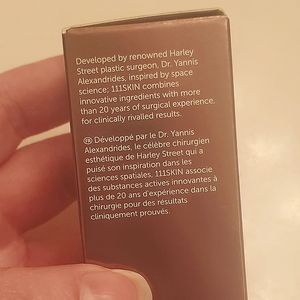 Developed by renowned Harley
Street plastic surgeon, Dr. Yannis
Alexandrides, inspired by space
science; 111SKIN combines
innovative ingredients with more
than 20 years of surgical experience,
for clinically rivalled results.
FR Développé par le Dr. Yannis
Alexandrides, le célèbre chirurgien
esthétique de Harley Street qui a
puisé son inspiration dans les
sciences spatiales, 111SKIN associe
des substances actives innovantes à
plus de 20 ans d'experience dans la
chirurgie pour des résultats
cliniquement prouvés.